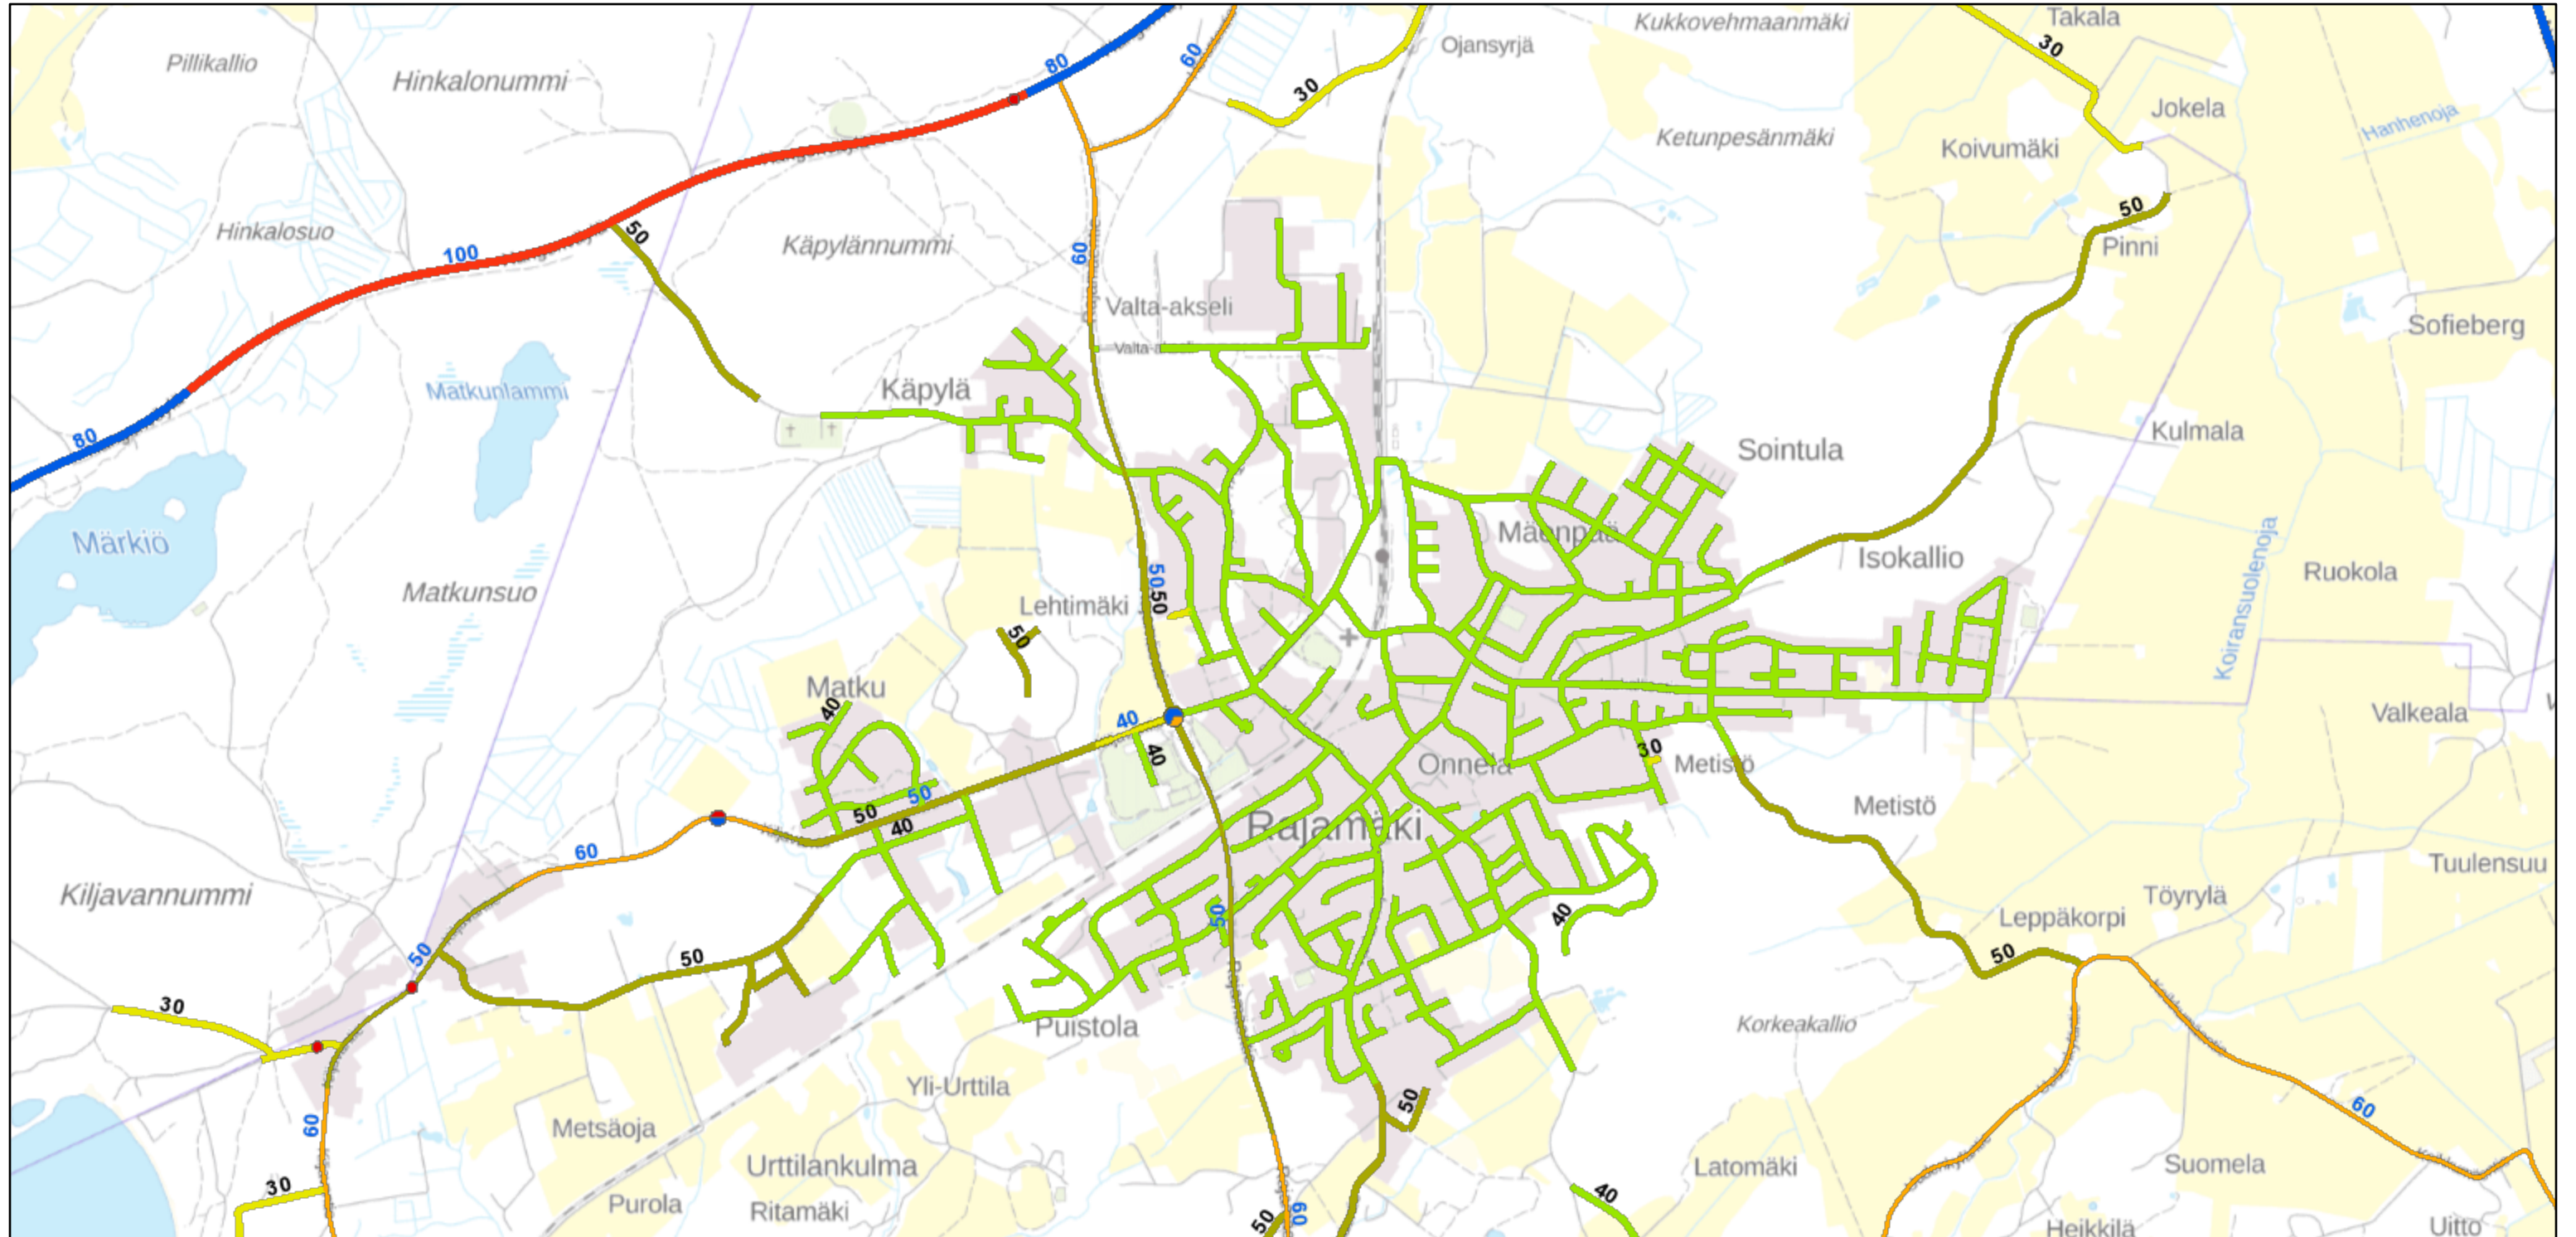 Takala
Kukkovehmaanmäki
Ojansyrjä
30
Pillikallio
Hinkalonummi
80
60
30
Jokela
Hanhenoja
Ketunpesänmäki
Koivumäki
Hinkalosuo
50
Käpylännummi
50
Pinni
100
60
Valta-akseli
Sofieberg
Matkunlammi
Käpylä
80
Kulmala
Sointula
Märkiö
Mäenpää
Isokallio
Ruokola
Matkunsuo
50
50
Lehtimäki
50
Koiransuolenoja
Matku
40
40
40
Valkeala
30
Onnela
Metistö
50
50
40
Metistö
Rajamäki
60
Tuulensuu
Kiljavannummi
Töyrylä
Leppäkorpi
50
40
50
50
50
30
Puistola
Korkeakallio
Yli-Urttila
50
60
60
Metsäoja
Urttilankulma
Latomäki
Suomela
30
40
Purola
Ritamäki
50
60
Heikkilä
Uitto